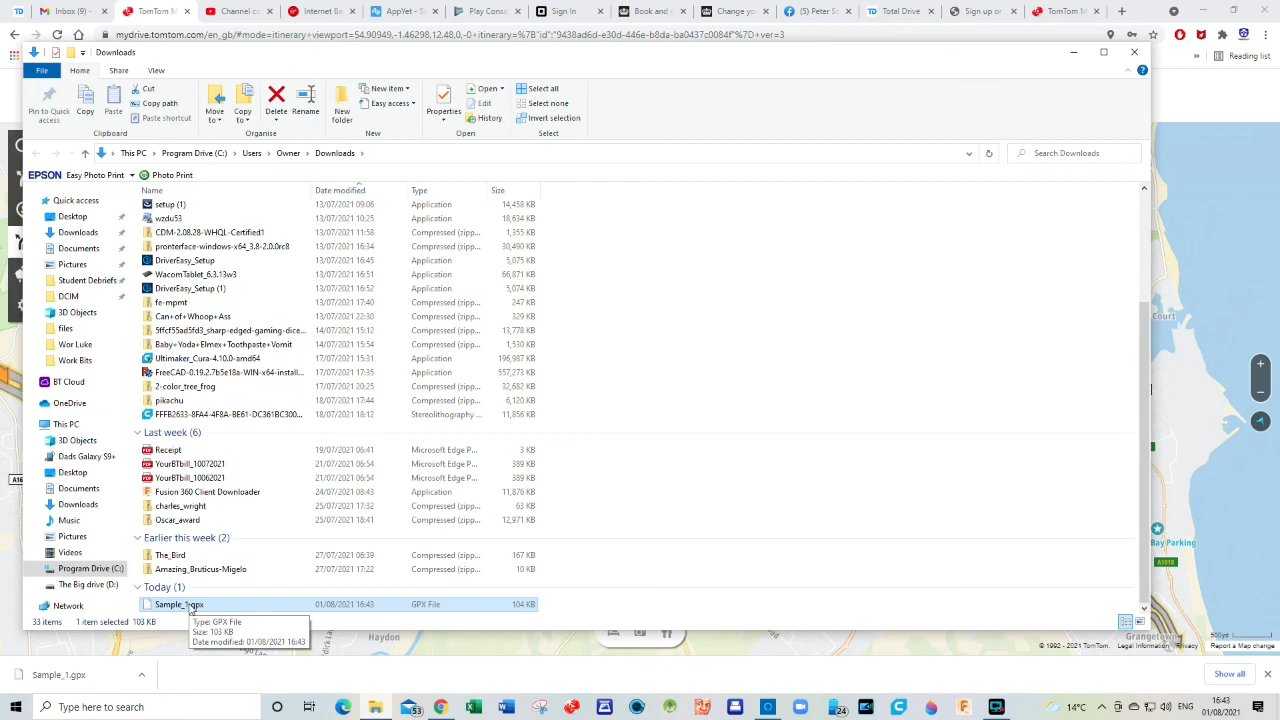 Inbox (9)
TomTom M
Channel co
Internet Ba
AppYet - C
Play Conso
Sign In
Book and
Change you
(5) Peter S
Total Drive
Sign up or
TomTom M
mydrive.tomtom.com/en_gb/#mode=itinerary+viewport=54.90949,-1.46298,12.48,0,-0+itinerary=%7B"id":"9438ad6d-e30d-446e-b8da-ba0437c0084f"%7D+ver=3
Reading list
Downloads
File Home Share View
Pin to Quick access
Copy
Paste
Cut
Copy path
Paste shortcut
Clipboard
Move to
Copy to
Delete
Rename
Organise
New folder
New item
Easy access
New
Properties
Open
Edit
History
Open
Select all
Select none
Invert selection
Select
This PC > Program Drive (C:) > Users > Owner > Downloads >
Search Downloads
EPSON Easy Photo Print Photo Print
Name Date modified Type Size
Quick access
Desktop
Downloads
Documents
Pictures
Student Debriefs
DCIM
3D Objects
files
Wor Luke
Work Bits
BT Cloud
OneDrive
This PC
3D Objects
Dads Galaxy S9+
Desktop
Documents
Downloads
Music
Pictures
Videos
Program Drive (C:)
The Big drive (D:)
Network
setup (1) 13/07/2021 09:06 Application 14,458 KB
wzdu53 13/07/2021 10:25 Application 18,634 KB
CDM-2.08.28-WHQL-Certified1 13/07/2021 11:58 Compressed (zipp... 1,355 KB
pronterface-windows-x64_3.8-2.0.0rc8 13/07/2021 16:34 Compressed (zipp... 30,490 KB
DriverEasy_Setup 13/07/2021 16:45 Application 5,075 KB
WacomTablet_6.3.13w3 13/07/2021 16:51 Application 66,871 KB
DriverEasy_Setup (1) 13/07/2021 16:52 Application 5,074 KB
fe-mpmt 13/07/2021 17:40 Compressed (zipp... 247 KB
Can+of+Whoop+Ass 13/07/2021 22:30 Compressed (zipp... 329 KB
5ffcf55ad5fd3_sharp-edged-gaming-dice... 14/07/2021 15:12 Compressed (zipp... 13,778 KB
Baby+Yoda+Elmex+Toothpaste+Vomit 14/07/2021 15:54 Compressed (zipp... 1,530 KB
Ultimaker_Cura-4.10.0-amd64 17/07/2021 15:31 Application 196,987 KB
FreeCAD-0.19.2.7b5e18a-WIN-x64-install... 17/07/2021 17:35 Application 557,273 KB
2-color_tree_frog 17/07/2021 20:25 Compressed (zipp... 32,682 KB
pikachu 18/07/2021 17:44 Compressed (zipp... 6,120 KB
FFFB2633-8FA4-4F8A-BE61-DC361BC300... 18/07/2021 18:12 Stereolithography ... 11,856 KB
Last week (6)
Receipt 19/07/2021 06:41 Microsoft Edge P... 3 KB
YourBTbill_10072021 21/07/2021 06:54 Microsoft Edge P... 389 KB
YourBTbill_10062021 21/07/2021 06:54 Microsoft Edge P... 389 KB
Fusion 360 Client Downloader 24/07/2021 08:43 Application 11,876 KB
charles_wright 25/07/2021 17:32 Compressed (zipp... 63 KB
Oscar_award 25/07/2021 18:41 Compressed (zipp... 12,971 KB
Earlier this week (2)
The_Bird 27/07/2021 06:39 Compressed (zipp... 167 KB
Amazing_Bruticus-Migelo 27/07/2021 17:22 Compressed (zipp... 10 KB
Today (1)
Sample_1.gpx 01/08/2021 16:43 GPX File 104 KB
Type: GPX File
Size: 103 KB
Date modified: 01/08/2021 16:43
33 items 1 item selected 103 KB
Court
Bay Parking
A1018
Haydon
Grangetown
500yd
© 1992 - 2021 TomTom. Legal Information Privacy Report a Map change
Sample_1.gpx
Show all
Type here to search
53
24
14°C
16:43
01/08/2021